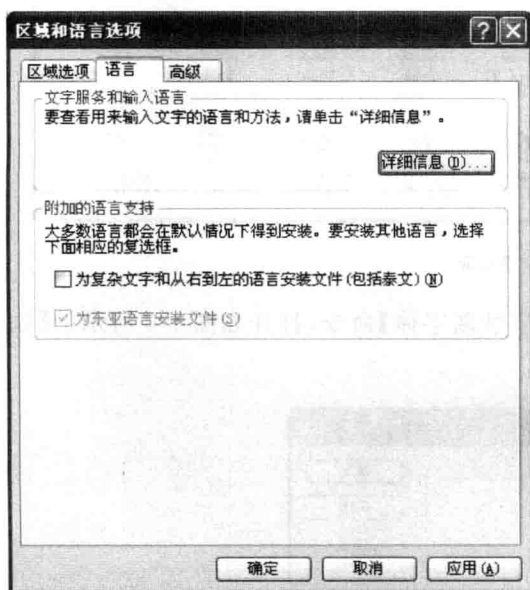 区域和语言选项
区域选项 语言 高级
文字服务和输入语言
要查看用来输入文字的语言和方法，请单击“详细信息”。
详细信息(D)...
附加的语言支持
大多数语言都会在默认情况下得到安装。要安装其他语言，选择
下面相应的复选框。
为复杂文字和从右到左的语言安装文件(包括泰文)(N)
为东亚语言安装文件(S)
确定 取消 应用(A)